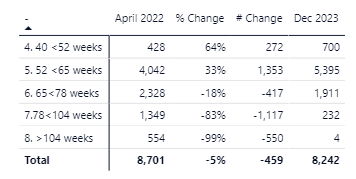 - April 2022 % Change # Change Dec 2023
4. 40 <52 weeks 428 64% 272 700
5. 52 <65 weeks 4,042 33% 1,353 5,395
6. 65<78 weeks 2,328 -18% -417 1,911
7.78<104 weeks 1,349 -83% -1,117 232
8. >104 weeks 554 -99% -550 4
Total 8,701 -5% -459 8,242